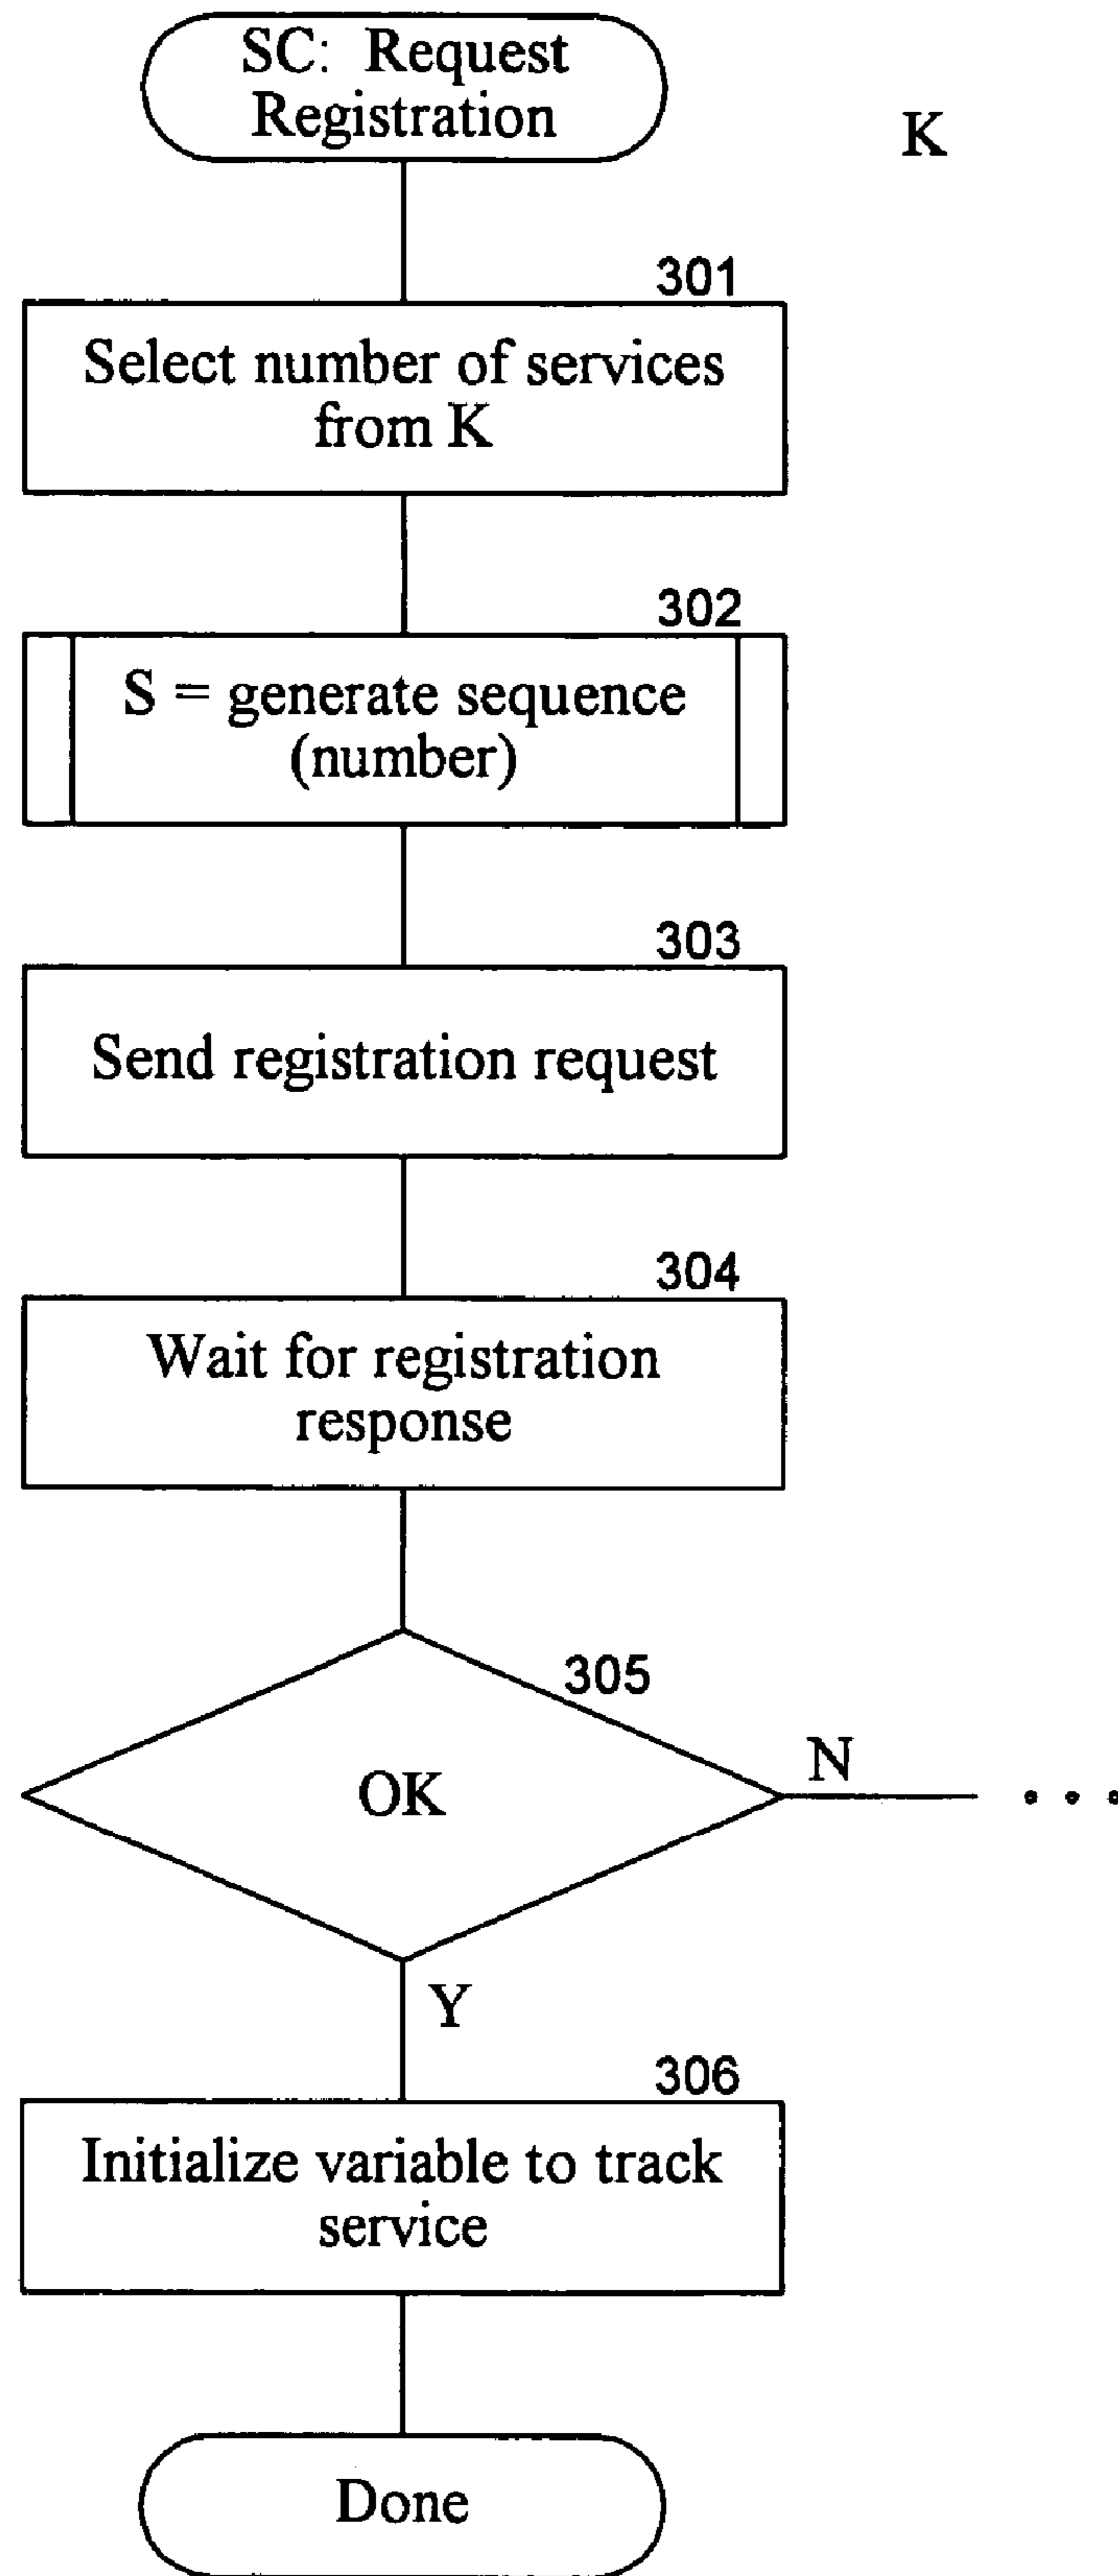 SC: Request
Registration
K
301
Select number of services
from K
302
S = generate sequence
(number)
303
Send registration request
304
Wait for registration
response
305
OK
N
Y
306
Initialize variable to track
service
Done